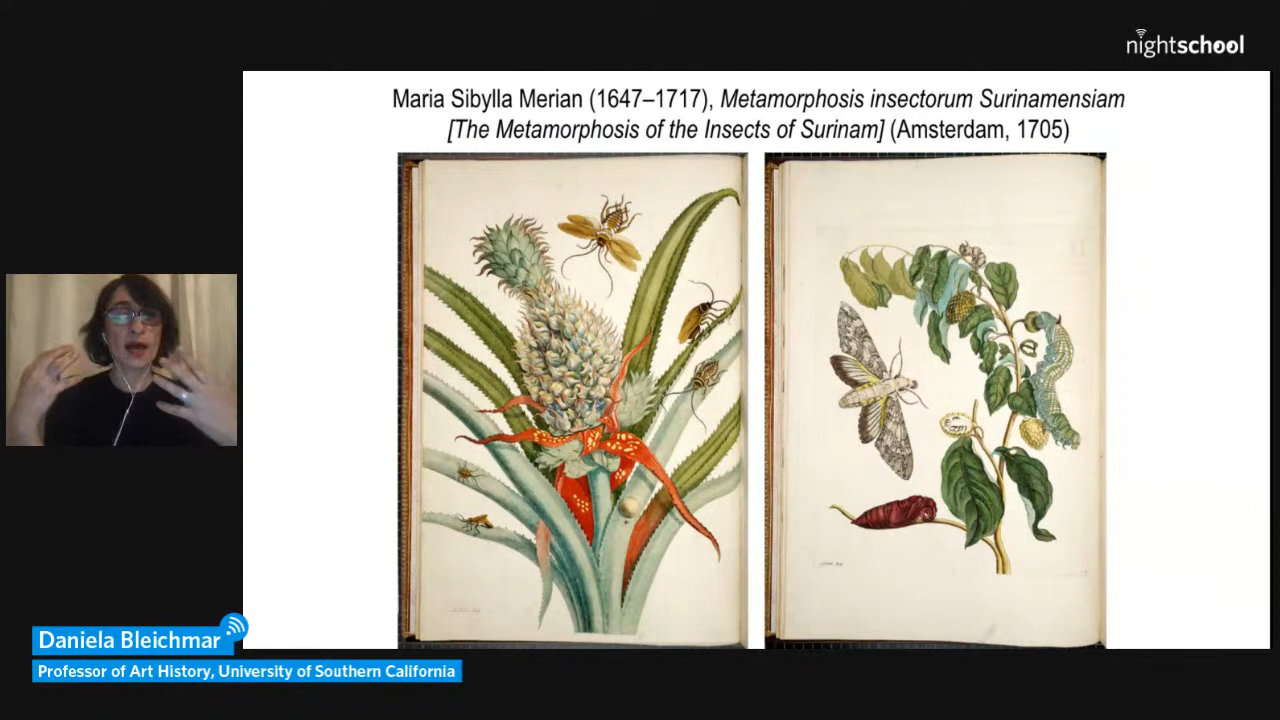 nightschool
Maria Sibylla Merian (1647–1717), Metamorphosis insectorum Surinamensiam
[The Metamorphosis of the Insects of Surinam] (Amsterdam, 1705)
Daniela Bleichmar
Professor of Art History, University of Southern California